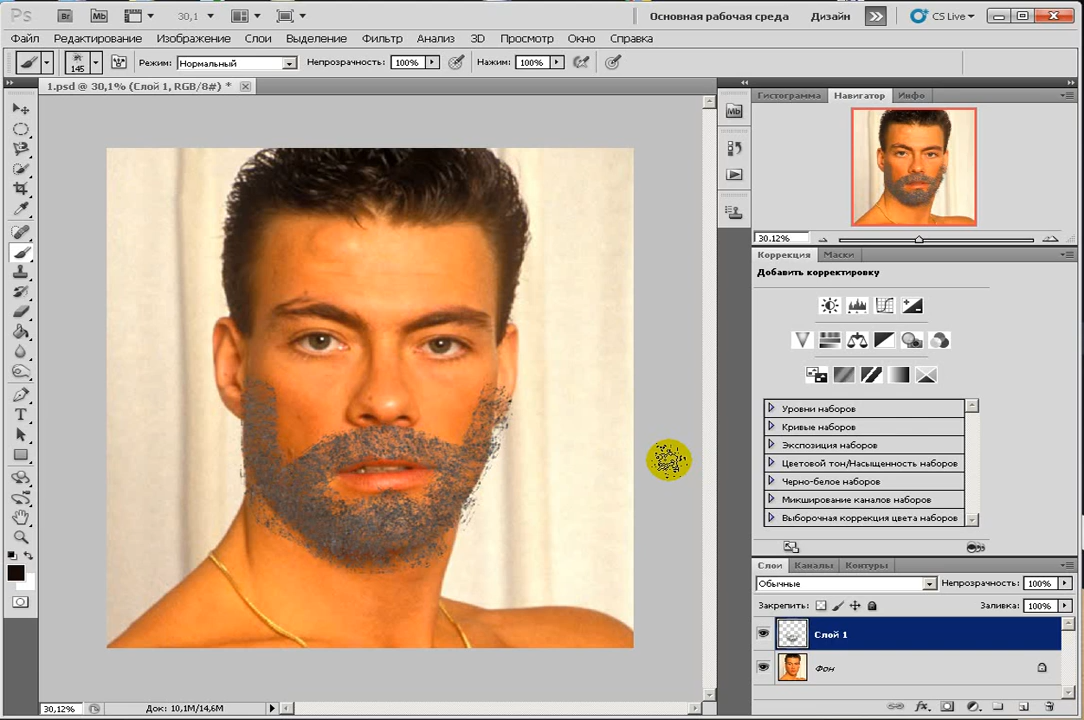 Ps Br Mb 30,1 Основная рабочая среда Дизайн CS Live
Файл Редактирование Изображение Слои Выделение Фильтр Анализ 3D Просмотр Окно Справка
145 Режим: Нормальный Непрозрачность: 100% Нажим: 100%
1.psd @ 30,1% (Слой 1, RGB/8#) *
Гистограмма Навигатор Инфо
Mb
30.12%
Коррекция Маски
Добавить корректировку
Уровни наборов
Кривые наборов
Экспозиция наборов
Цветовой тон/Насыщенность наборов
Черно-белое наборов
Микширование каналов наборов
Выборочная коррекция цвета наборов
Слои Каналы Контуры
Обычные Непрозрачность: 100%
Закрепить: Заливка: 100%
Слой 1
Фон
fx
T
30,12% Док: 10,1M/14,6M